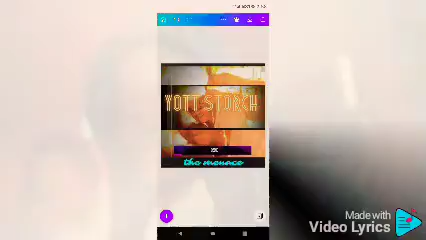 YOTT STORCH
the menace
Made with
Video Lyrics